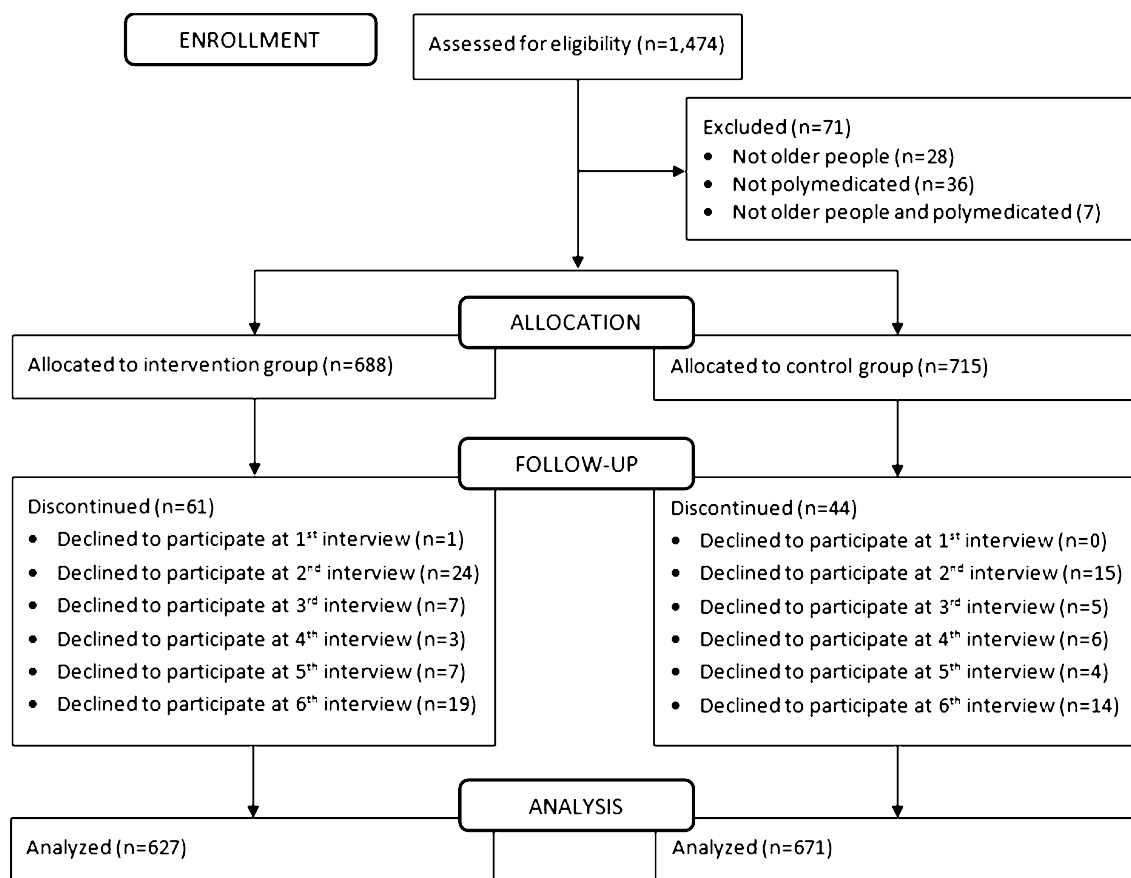 ENROLLMENT
Assessed for eligibility (n=1,474)
Excluded (n=71)
• Not older people (n=28)
• Not polymedicated (n=36)
• Not older people and polymedicated (7)
ALLOCATION
Allocated to intervention group (n=688)
Allocated to control group (n=715)
FOLLOW-UP
Discontinued (n=61)
• Declined to participate at 1st interview (n=1)
• Declined to participate at 2nd interview (n=24)
• Declined to participate at 3rd interview (n=7)
• Declined to participate at 4th interview (n=3)
• Declined to participate at 5th interview (n=7)
• Declined to participate at 6th interview (n=19)
Discontinued (n=44)
• Declined to participate at 1st interview (n=0)
• Declined to participate at 2nd interview (n=15)
• Declined to participate at 3rd interview (n=5)
• Declined to participate at 4th interview (n=6)
• Declined to participate at 5th interview (n=4)
• Declined to participate at 6th interview (n=14)
ANALYSIS
Analyzed (n=627)
Analyzed (n=671)